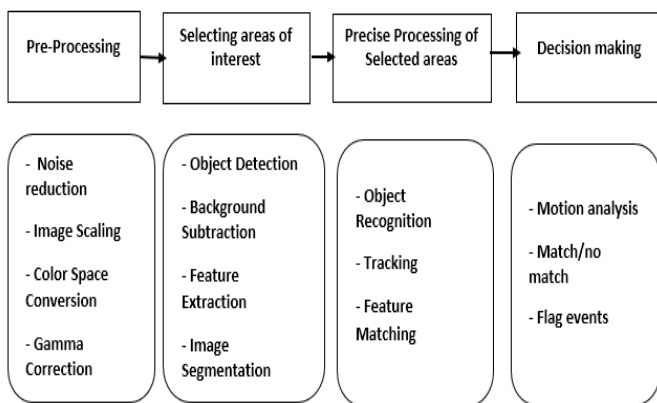 Pre-Processing
Selecting areas of
interest
Precise Processing of
Selected areas
Decision making
- Noise
reduction
- Image Scaling
- Color Space
Conversion
- Gamma
Correction
- Object Detection
- Background
Subtraction
- Feature
Extraction
- Image
Segmentation
- Object
Recognition
- Tracking
- Feature
Matching
- Motion analysis
- Match/no
match
- Flag events